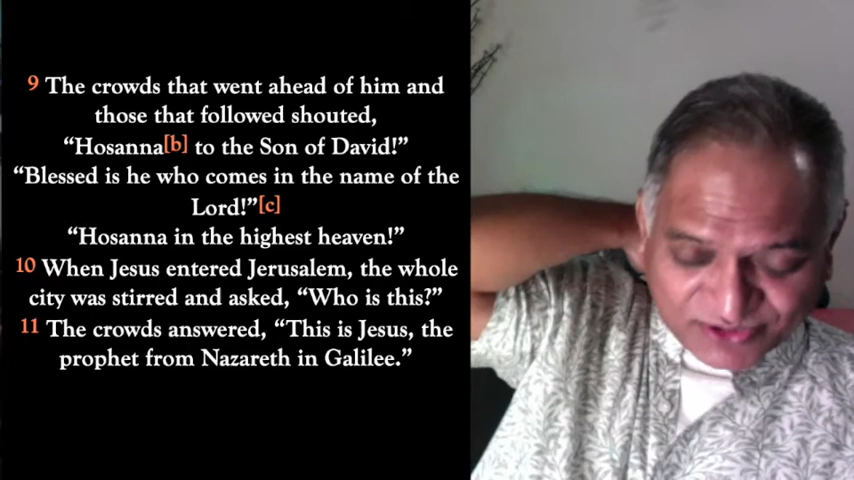 9 The crowds that went ahead of him and
those that followed shouted,
“Hosanna[b] to the Son of David!”
“Blessed is he who comes in the name of the
Lord!”[c]
“Hosanna in the highest heaven!”
10 When Jesus entered Jerusalem, the whole
city was stirred and asked, “Who is this?”
11 The crowds answered, “This is Jesus, the
prophet from Nazareth in Galilee.”